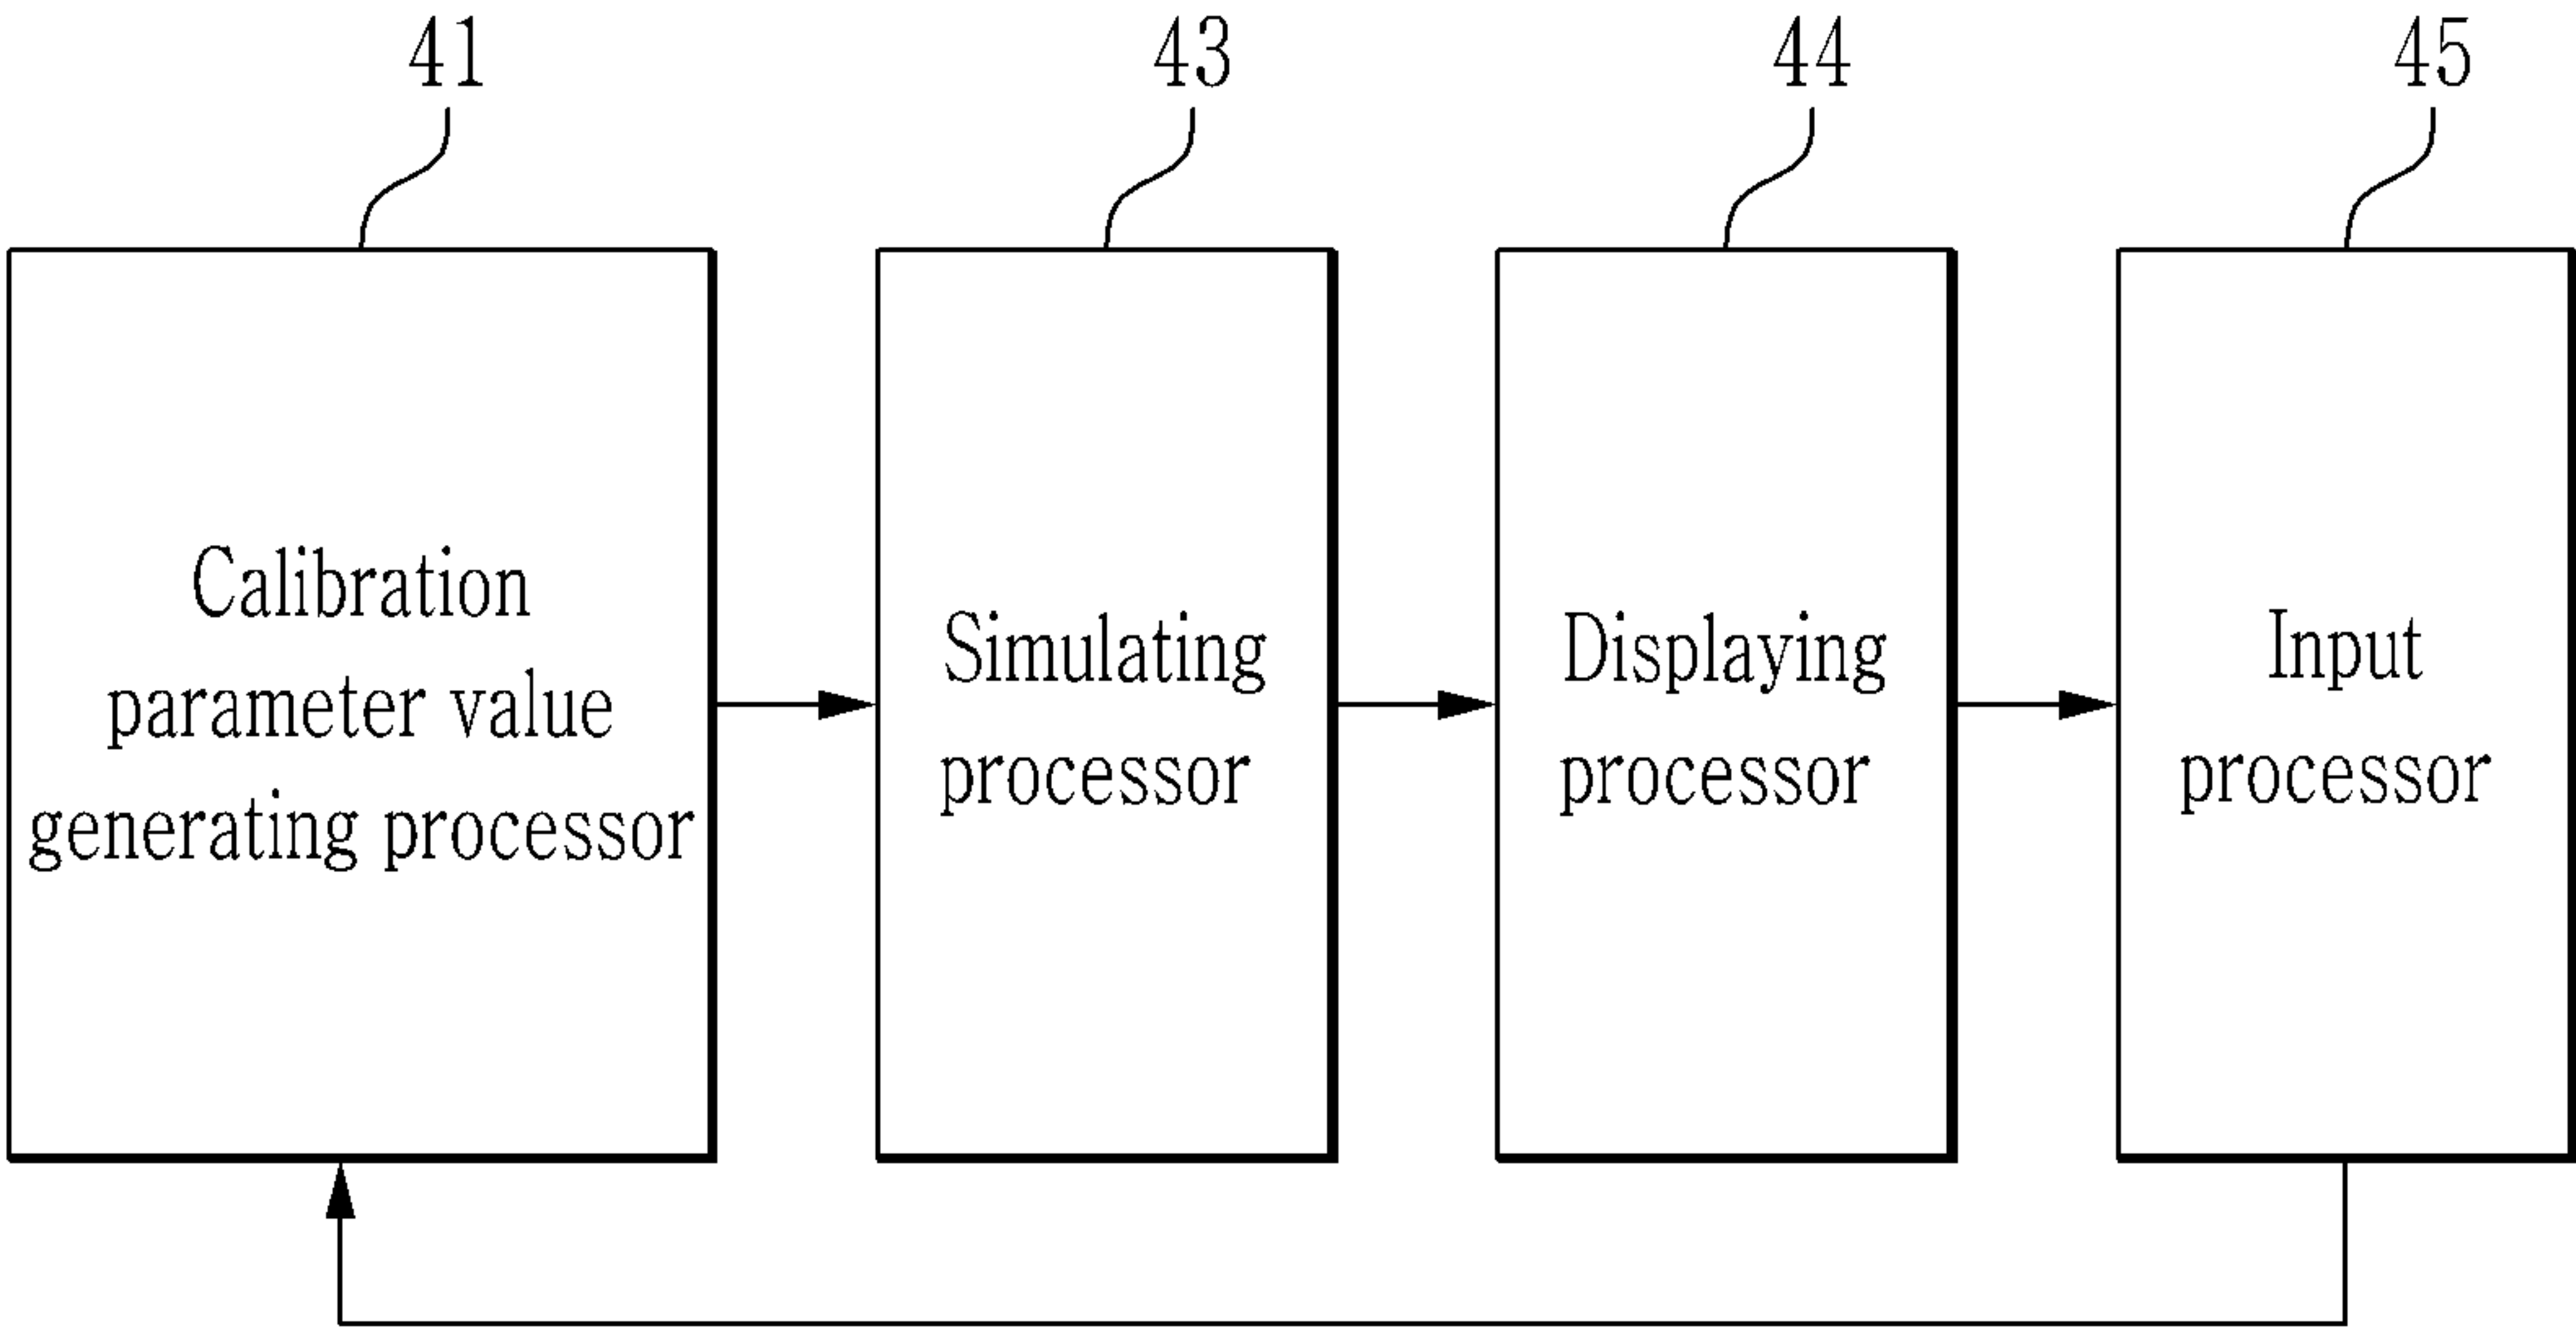 41
43
44
45
Calibration
parameter value
generating processor
Simulating
processor
Displaying
processor
Input
processor